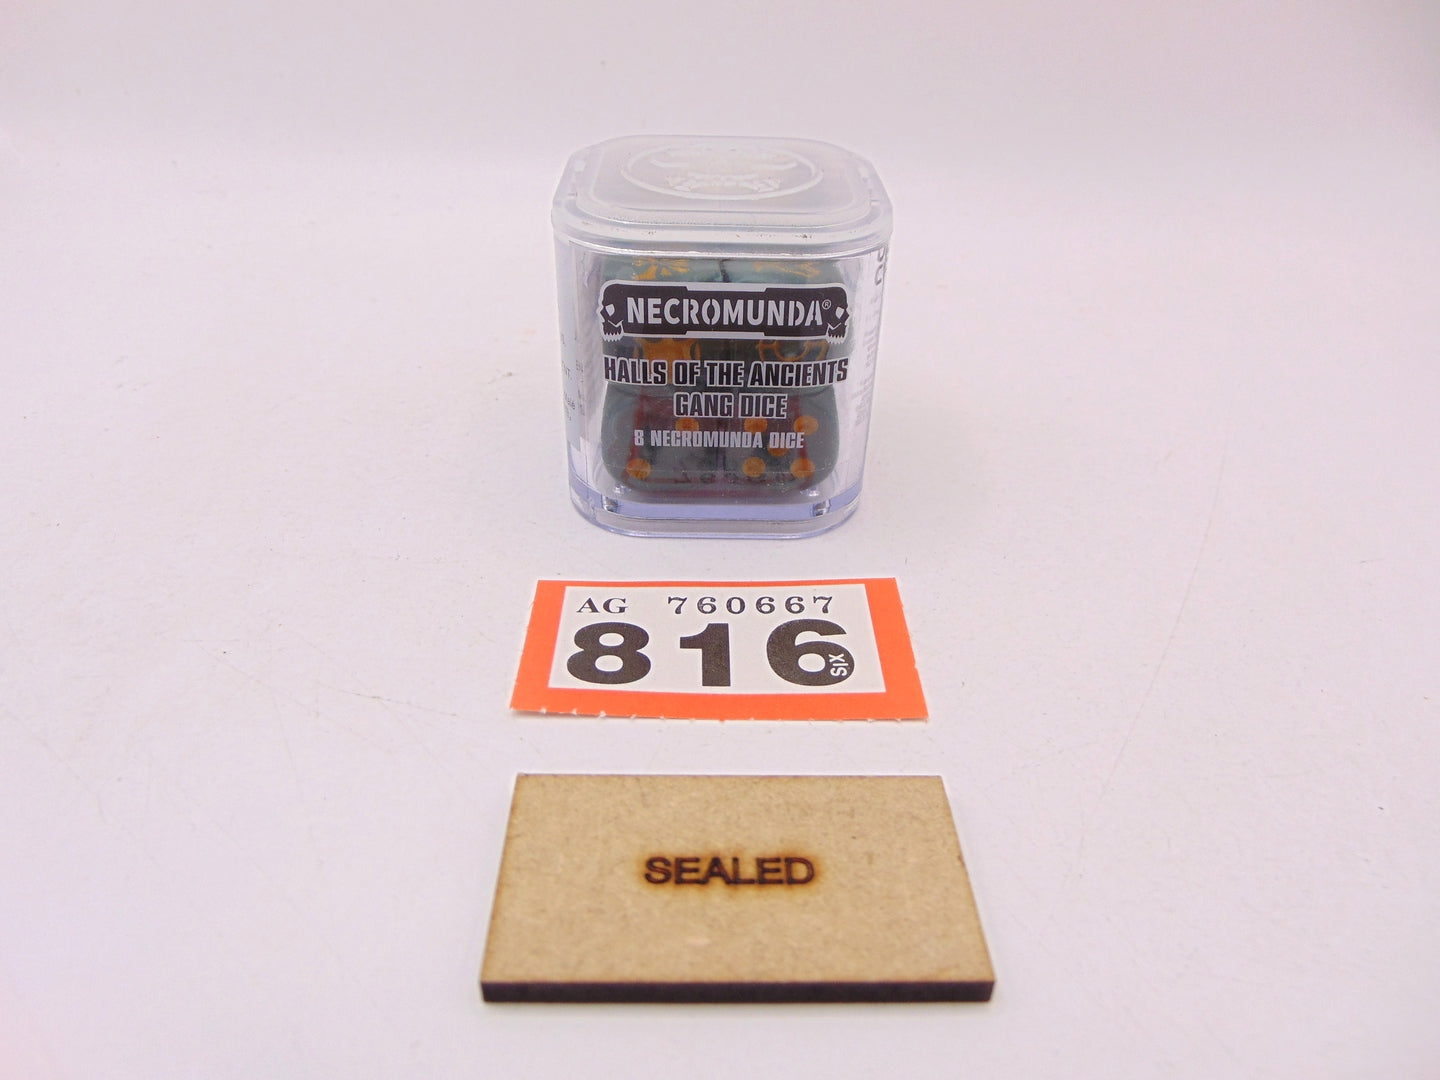 NECROMUNDA®
HALLS OF THE ANCIENTS
GANG DICE
8 NECROMUNDA DICE
AG 760667
816
SIX
SEALED